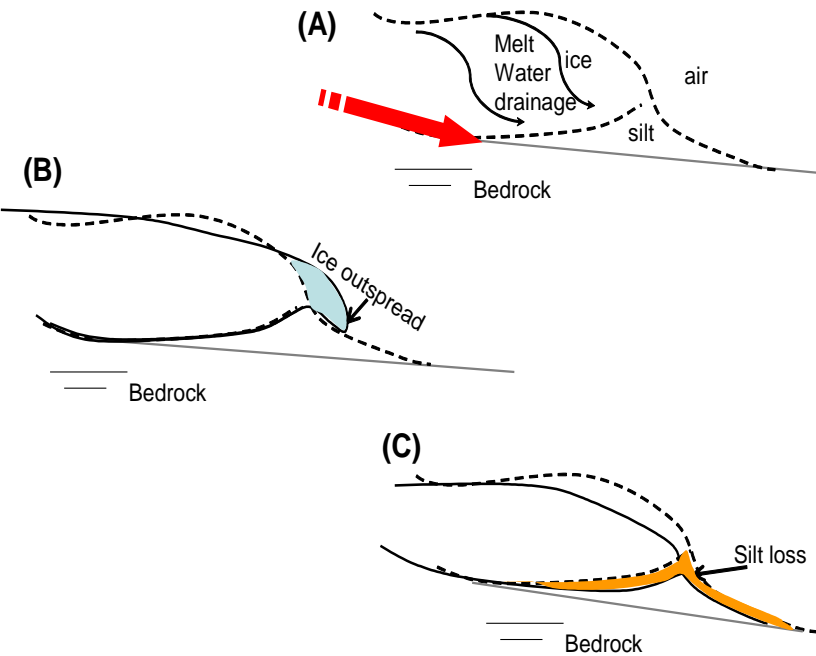 (A)
Melt
Water
drainage
ice
air
silt
Bedrock
(B)
Ice outspread
Bedrock
(C)
Silt loss
Bedrock